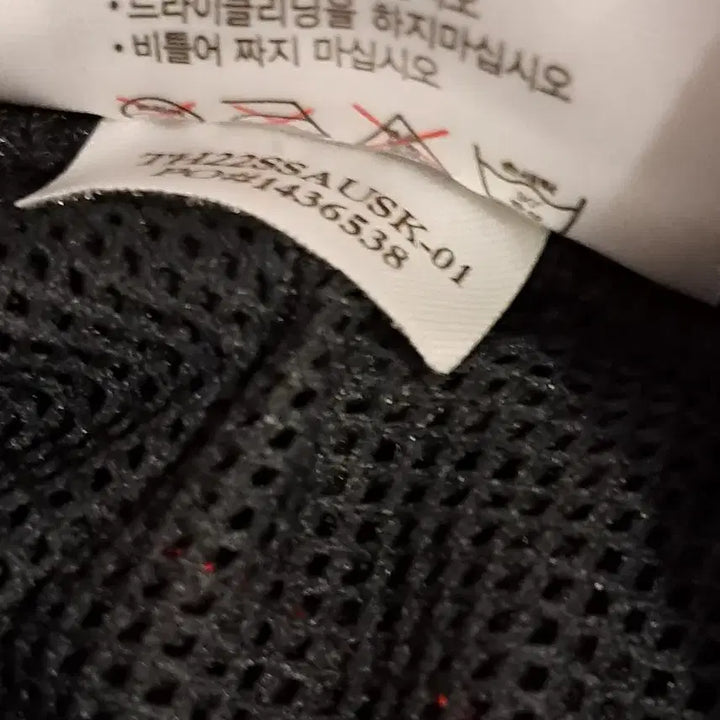 • 드라이클리닝을 하지마십시오
• 비틀어 짜지 마십시오
TH22SSAUSK-01
PO#1436538